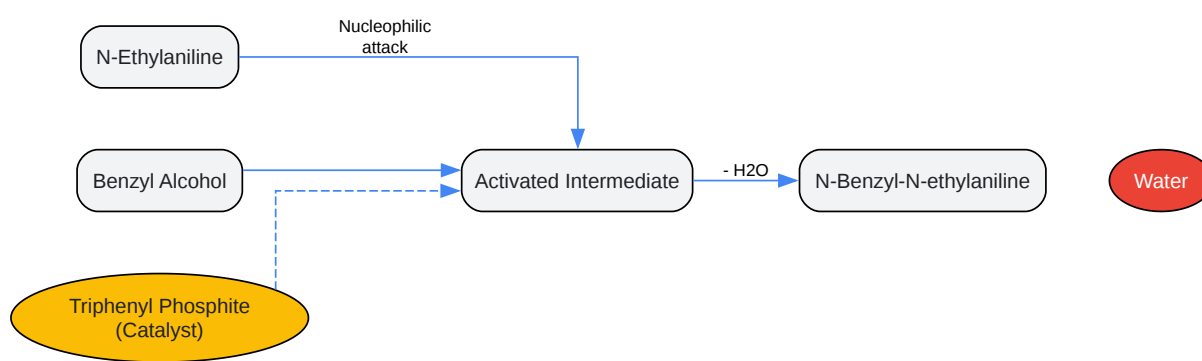 Nucleophilic
attack
N-Ethylaniline
Benzyl Alcohol
Activated Intermediate
- H2O
N-Benzyl-N-ethylaniline
Water
Triphenyl Phosphite
(Catalyst)